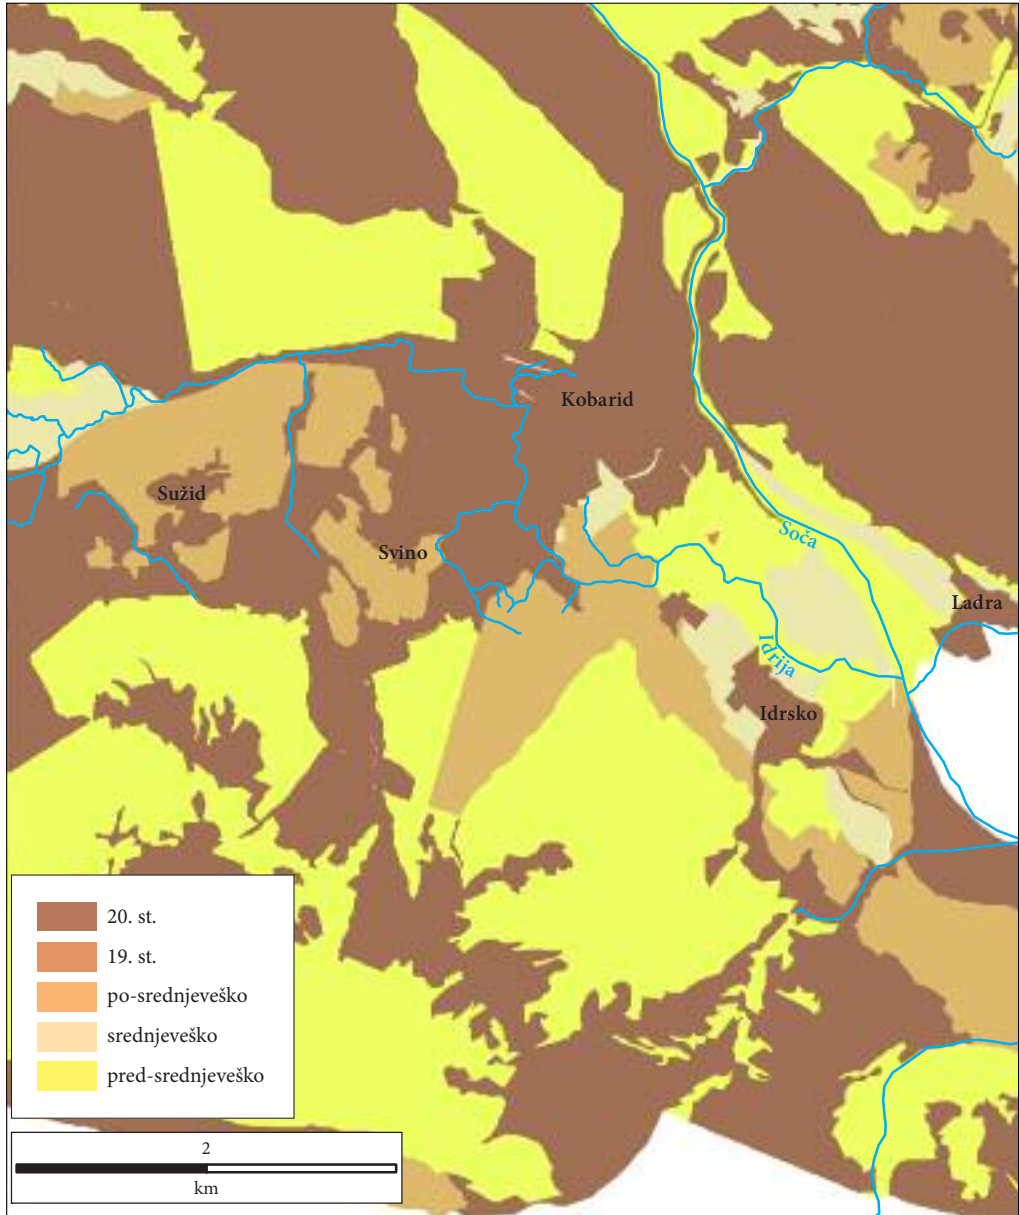 Kobarid
Sužid
Soča
Svino
Ladra
Idrija
Idrsko
20. st.
19. st.
po-srednjeveško
srednjeveško
pred-srednjeveško
2
km